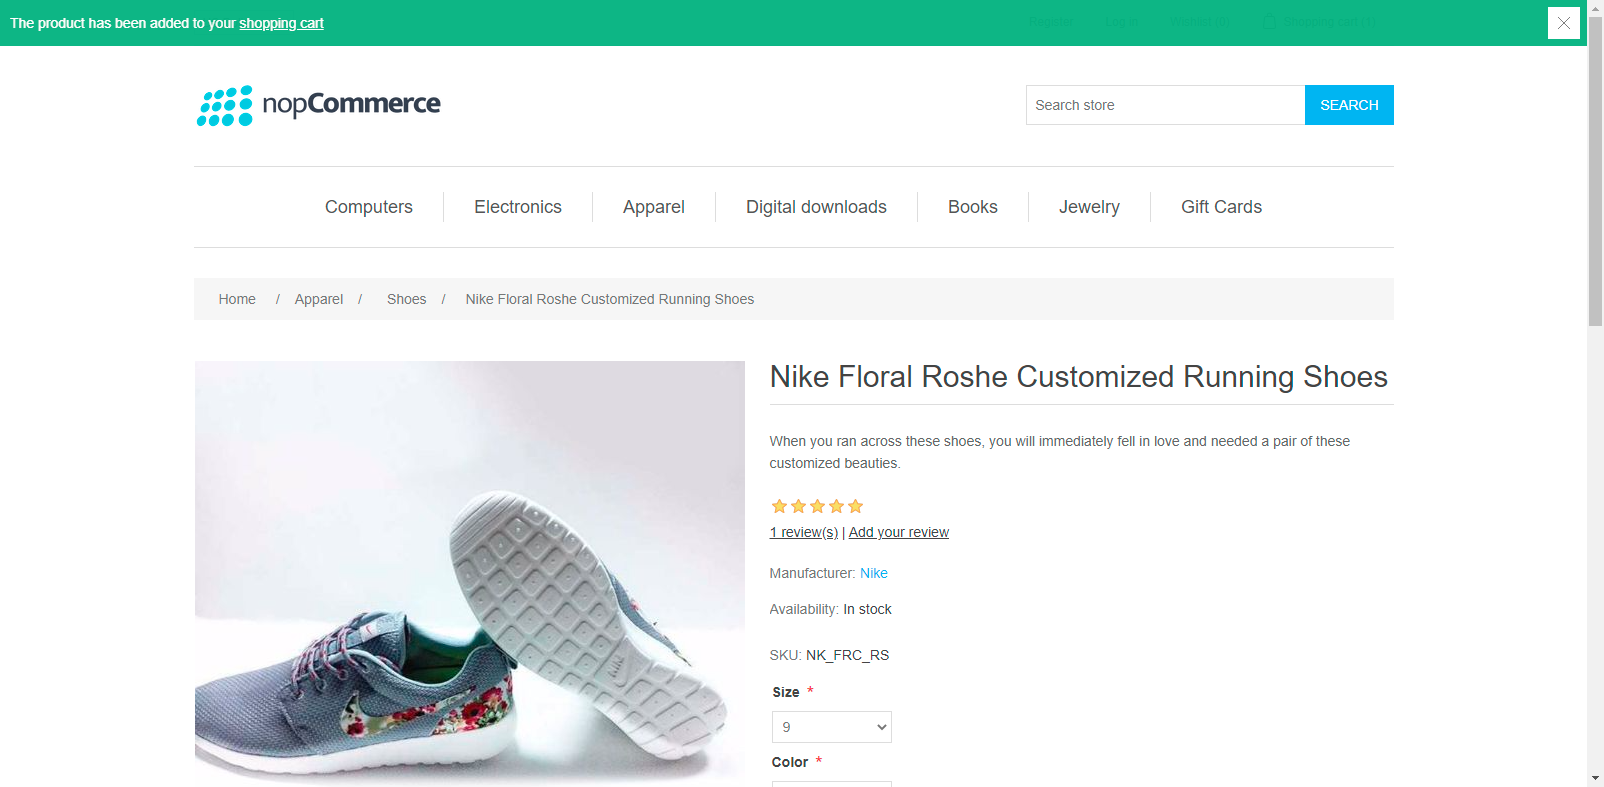 The product has been added to your shopping cart
Register Log in Wishlist (0) Shopping cart (1)
nopCommerce
Search store
SEARCH
Computers
Electronics
Apparel
Digital downloads
Books
Jewelry
Gift Cards
Home / Apparel / Shoes / Nike Floral Roshe Customized Running Shoes
Nike Floral Roshe Customized Running Shoes
When you ran across these shoes, you will immediately fell in love and needed a pair of these
customized beauties.
1 review(s) | Add your review
Manufacturer: Nike
Availability: In stock
SKU: NK_FRC_RS
Size *
9
Color *